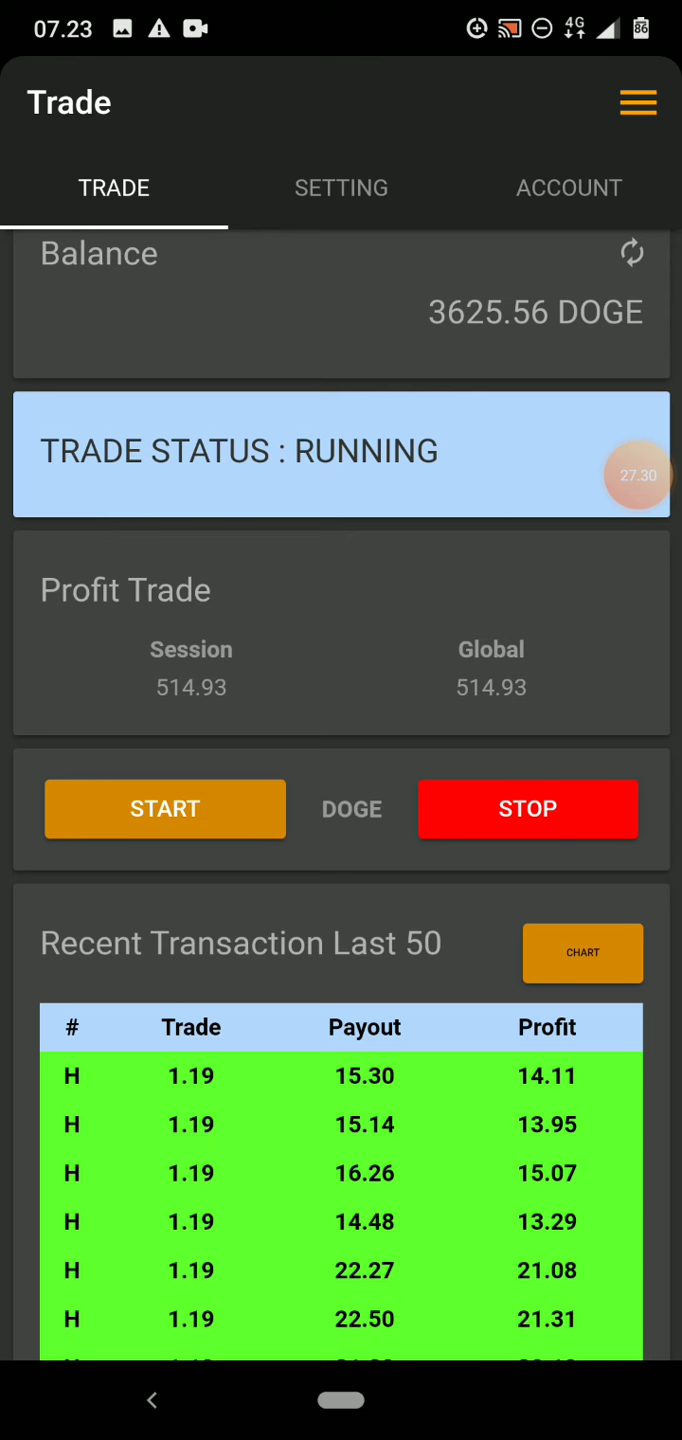 07.23 4G 86
Trade
TRADE SETTING ACCOUNT
Balance
3625.56 DOGE
TRADE STATUS : RUNNING
27.30
Profit Trade
Session Global
514.93 514.93
START DOGE STOP
Recent Transaction Last 50 CHART
# Trade Payout Profit
H 1.19 15.30 14.11
H 1.19 15.14 13.95
H 1.19 16.26 15.07
H 1.19 14.48 13.29
H 1.19 22.27 21.08
H 1.19 22.50 21.31